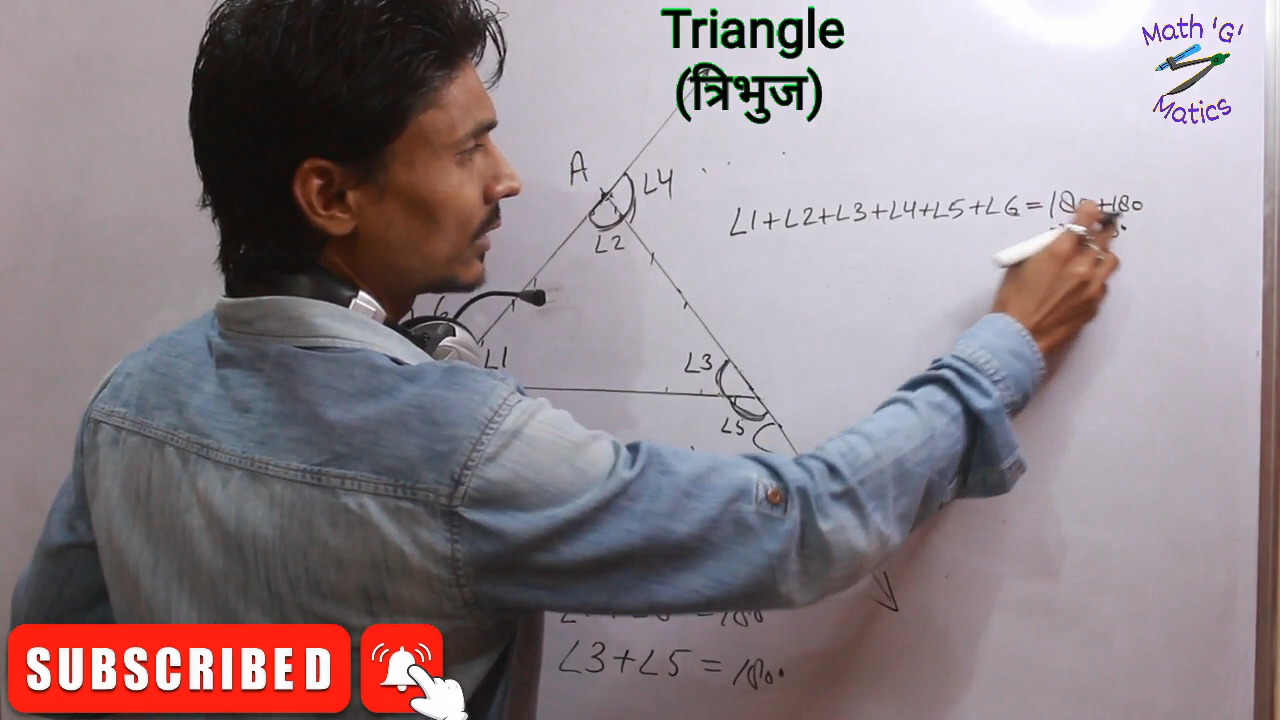 Triangle
(त्रिभुज)
Math 'G'
Matics
A
∠4
∠2
∠1+∠2+∠3+∠4+∠5+∠6=180+180
∠1
∠3
∠5
∠3+∠5=180
SUBSCRIBED